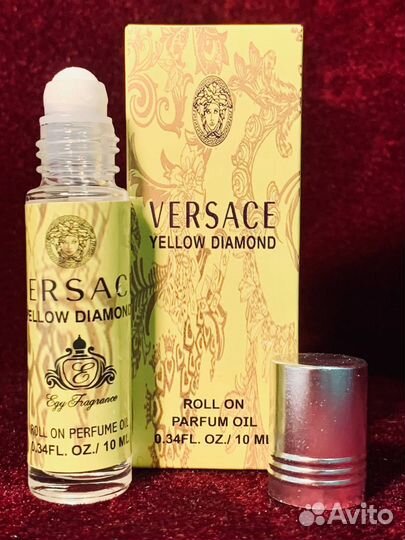 VERSACE
YELLOW DIAMOND
ROLL ON
PARFUM OIL
0.34FL. OZ./ 10 ML
ERSAC
YELLOW DIAMOND
E
Egy Fragrance
ROLL ON PERFUME OIL
0.34FL. OZ./ 10 ML
Avito